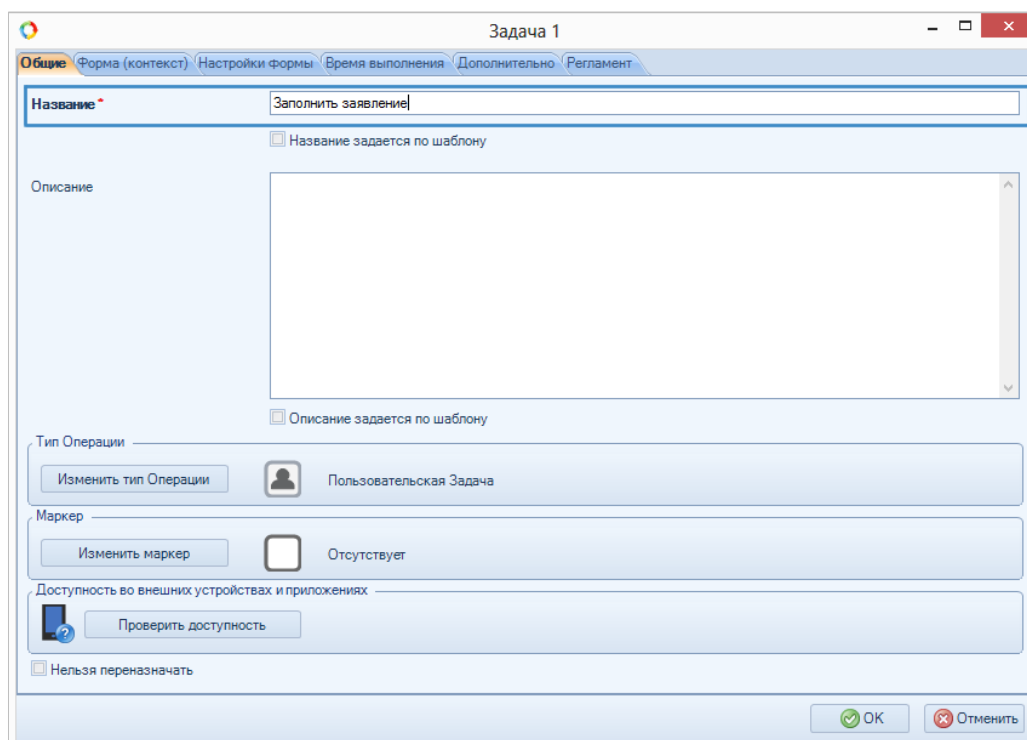 Задача 1
Общие Форма (контекст) Настройки формы Время выполнения Дополнительно Регламент
Название* Заполнить заявление
Название задается по шаблону
Описание
Описание задается по шаблону
Тип Операции
Изменить тип Операции Пользовательская Задача
Маркер
Изменить маркер Отсутствует
Доступность во внешних устройствах и приложениях
? Проверить доступность
Нельзя переназначать
OK Отменить